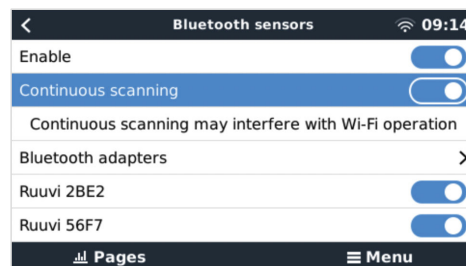 Bluetooth sensors 09:14
Enable
Continuous scanning
Continuous scanning may interfere with Wi-Fi operation
Bluetooth adapters
Ruuvi 2BE2
Ruuvi 56F7
Pages Menu